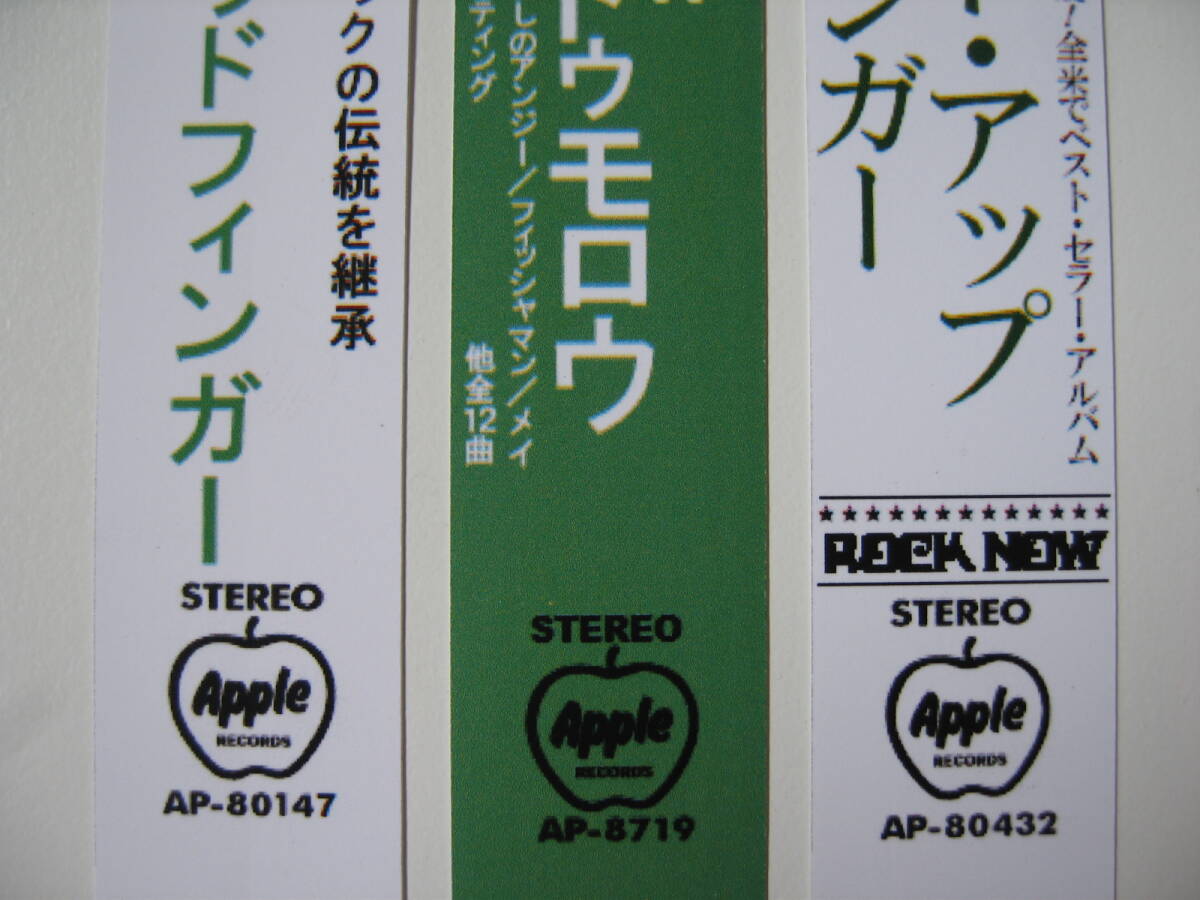 クの伝統を継承
ドフィンガー
STEREO
Apple
RECORDS
AP-80147
トゥモロウ
しのアンジー／フィッシャマン／メイ
ティング
他全12曲
STEREO
Apple
RECORDS
AP-8719
！全米でベスト・セラー・アルバム
・アップ
ンガー
ROCK NOW
STEREO
Apple
RECORDS
AP-80432